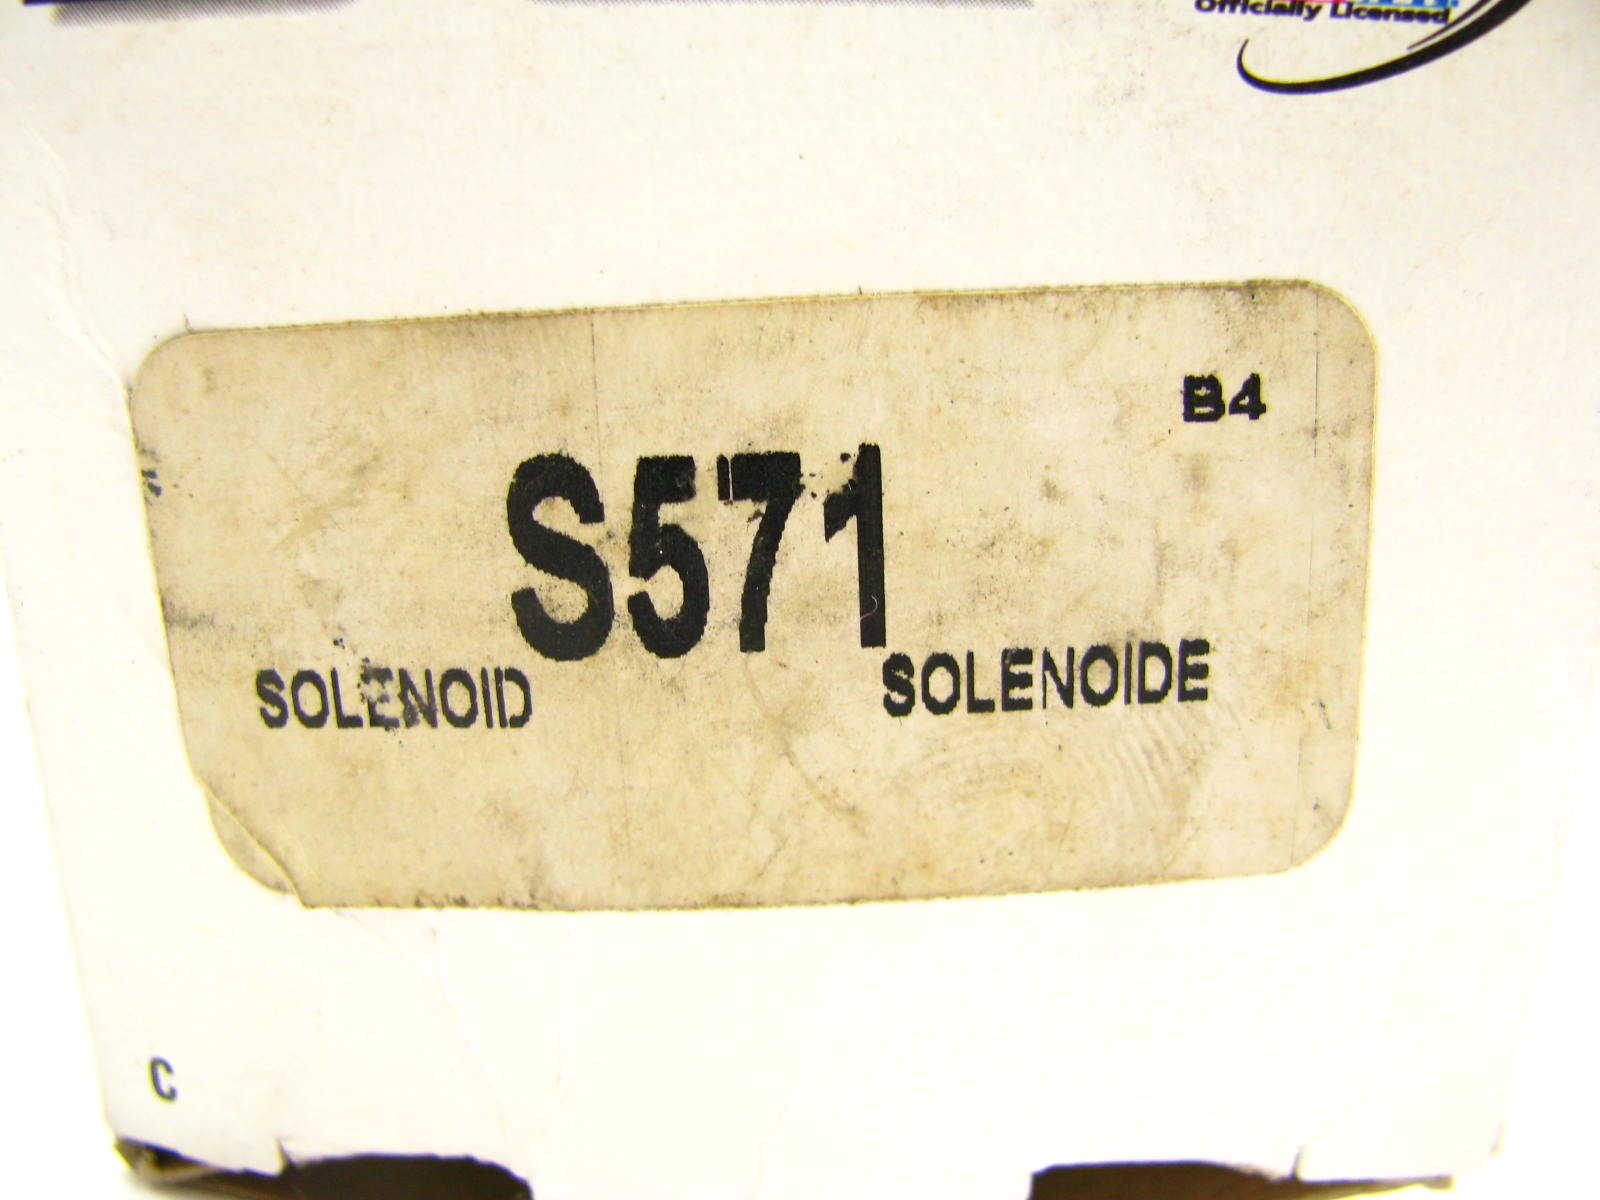 Officially Licensed
B4
S571
SOLENOID SOLENOIDE
C